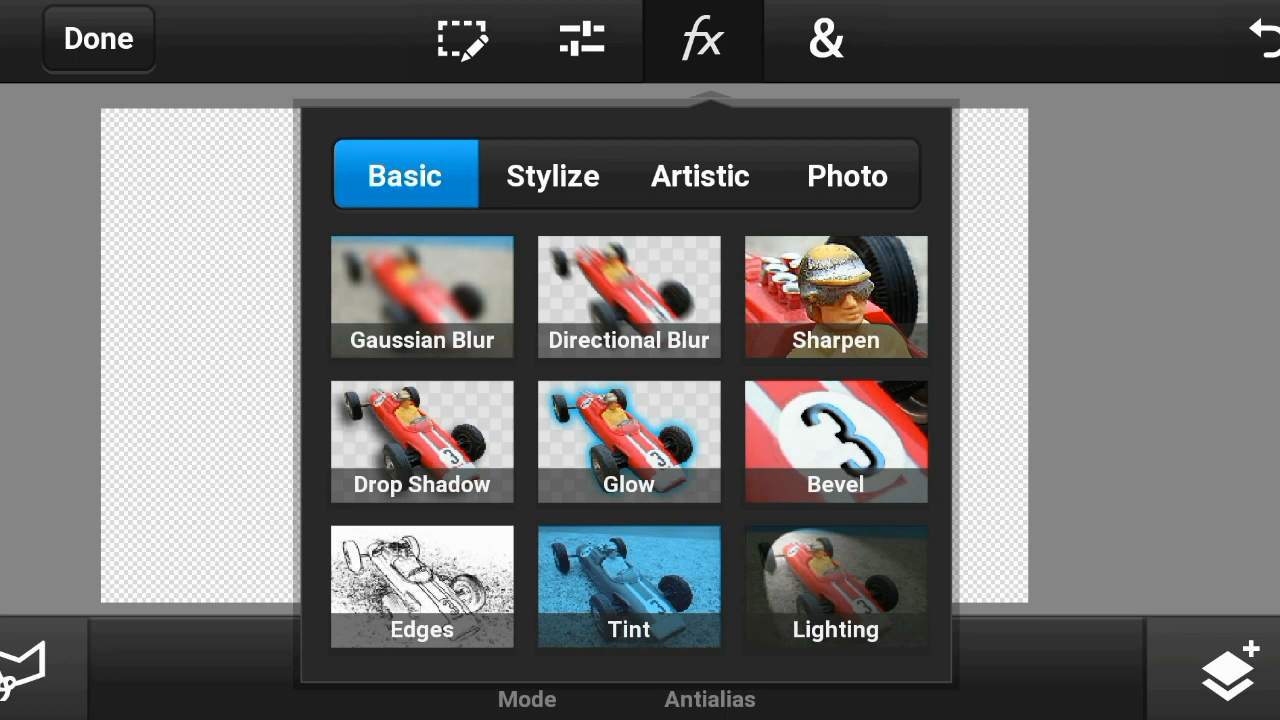 Done
fx
&
Basic Stylize Artistic Photo
Gaussian Blur Directional Blur Sharpen
Drop Shadow Glow Bevel
Edges Tint Lighting
Mode Antialias
3